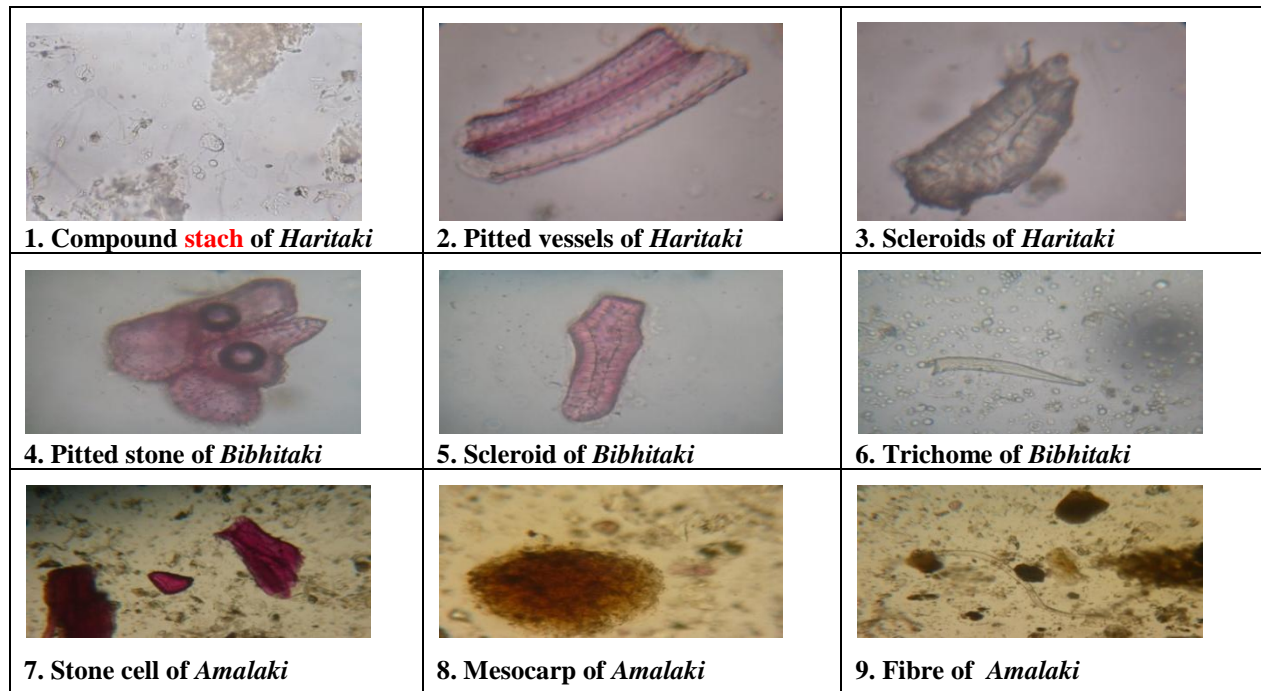 1. Compound stach of Haritaki
2. Pitted vessels of Haritaki
3. Scleroids of Haritaki
4. Pitted stone of Bibhitaki
5. Scleroid of Bibhitaki
6. Trichome of Bibhitaki
7. Stone cell of Amalaki
8. Mesocarp of Amalaki
9. Fibre of Amalaki